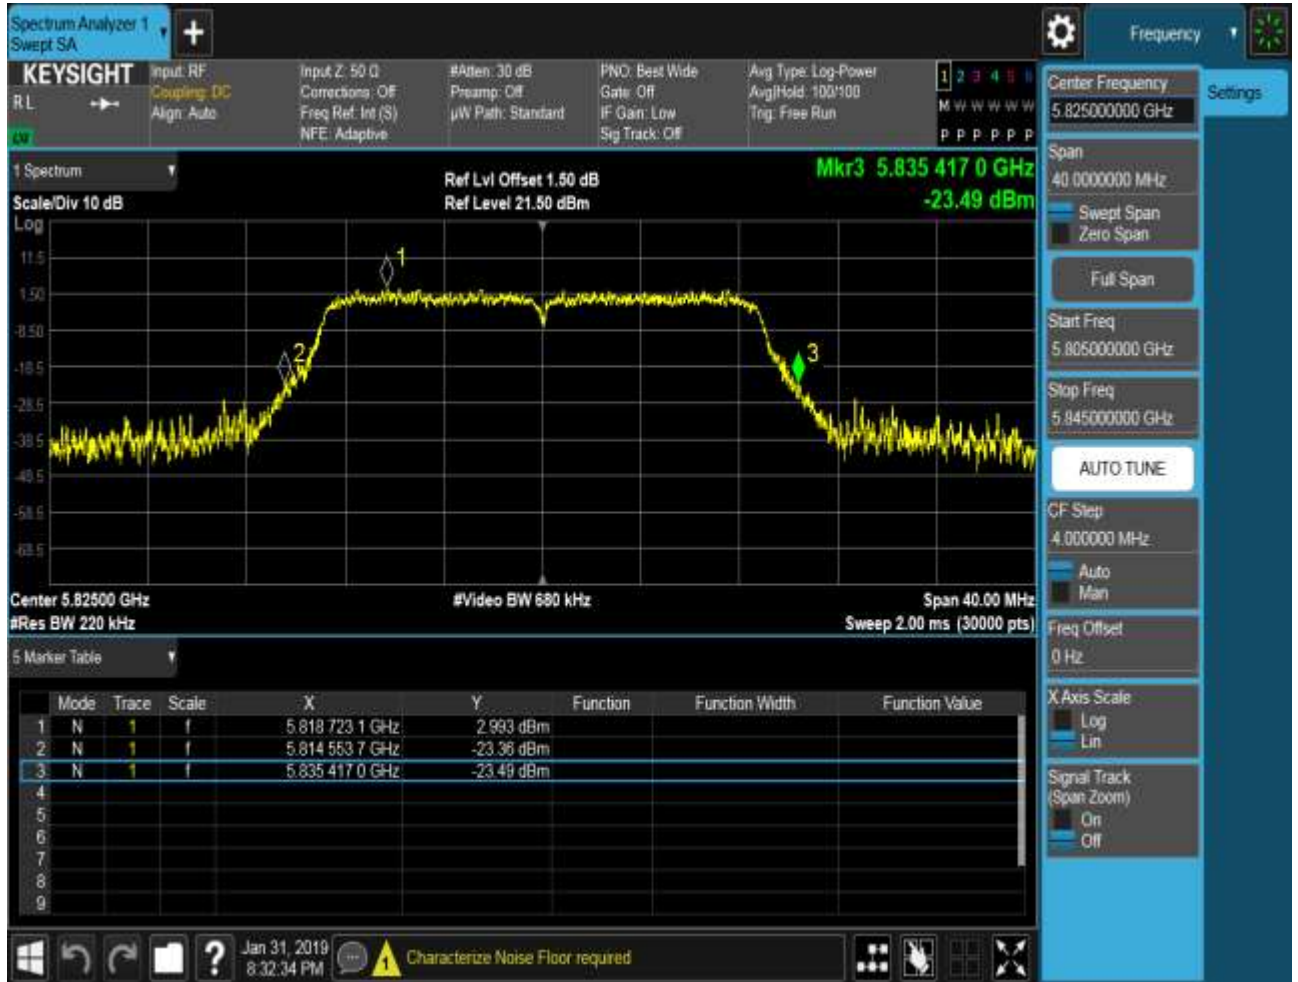 Spectrum Analyzer 1
Swept SA
Frequency
KEYSIGHT
RL
Input: RF
Coupling: DC
Align: Auto
Input Z: 50 Ω
Corrections: Off
Freq Ref: Int (S)
NFE: Adaptive
#Atten: 30 dB
Preamp: Off
µW Path: Standard
PNO: Best Wide
Gate: Off
IF Gain: Low
Sig Track: Off
Avg Type: Log-Power
Avg|Hold: 100/100
Trig: Free Run
1 2 3 4 5 6
M W W W W W
P P P P P P
Center Frequency
5.825000000 GHz
Settings
Span
40.0000000 MHz
Swept Span
Zero Span
Full Span
Start Freq
5.805000000 GHz
Stop Freq
5.845000000 GHz
AUTO TUNE
CF Step
4.000000 MHz
Auto
Man
Freq Offset
0 Hz
X Axis Scale
Log
Lin
Signal Track
(Span Zoom)
On
Off
1 Spectrum
Scale/Div 10 dB
Ref Lvl Offset 1.50 dB
Ref Level 21.50 dBm
Mkr3 5.835 417 0 GHz
-23.49 dBm
Log
11.5
1.50
-8.50
-18.5
-28.5
-38.5
-48.5
-58.5
-68.5
1
2
3
Center 5.82500 GHz
#Video BW 680 kHz
Span 40.00 MHz
#Res BW 220 kHz
Sweep 2.00 ms (30000 pts)
5 Marker Table
Mode Trace Scale X Y Function Function Width Function Value
1 N 1 f 5.818 723 1 GHz 2.993 dBm
2 N 1 f 5.814 553 7 GHz -23.36 dBm
3 N 1 f 5.835 417 0 GHz -23.49 dBm
4
5
6
7
8
9
Jan 31, 2019
8:32:34 PM
1
Characterize Noise Floor required